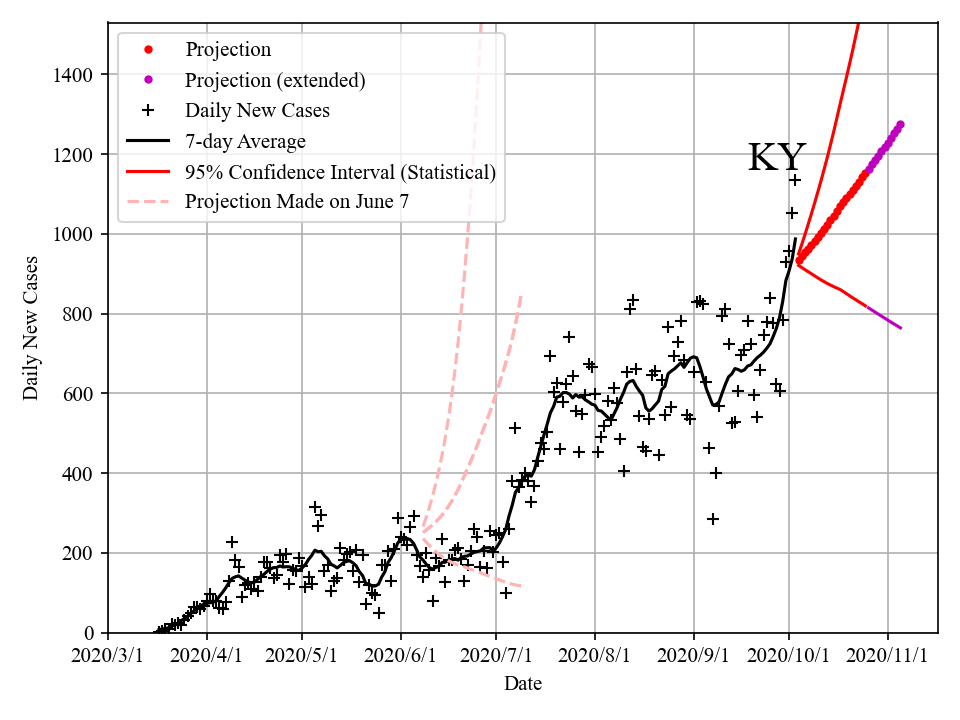 Projection
Projection (extended)
Daily New Cases
7-day Average
95% Confidence Interval (Statistical)
Projection Made on June 7
KY
1400
1200
1000
800
600
400
200
0
Daily New Cases
2020/3/1 2020/4/1 2020/5/1 2020/6/1 2020/7/1 2020/8/1 2020/9/1 2020/10/1 2020/11/1
Date